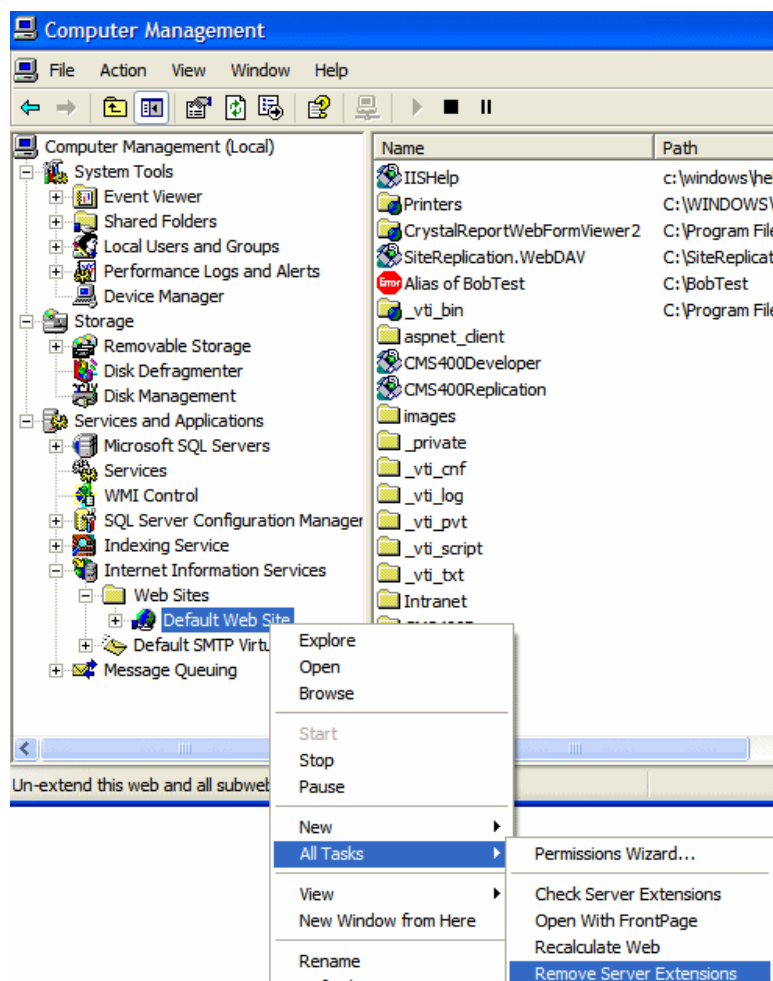 Computer Management
File Action View Window Help
Computer Management (Local)
System Tools
Event Viewer
Shared Folders
Local Users and Groups
Performance Logs and Alerts
Device Manager
Storage
Removable Storage
Disk Defragmenter
Disk Management
Services and Applications
Microsoft SQL Servers
Services
WMI Control
SQL Server Configuration Manager
Indexing Service
Internet Information Services
Web Sites
Default Web Site
Default SMTP Virtu
Message Queuing
Name Path
IISHelp c:\windows\hel
Printers C:\WINDOWS\
CrystalReportWebFormViewer2 C:\Program File
SiteReplication.WebDAV C:\SiteReplicat
Error Alias of BobTest C:\BobTest
_vti_bin C:\Program File
aspnet_client
CMS400Developer
CMS400Replication
images
_private
_vti_cnf
_vti_log
_vti_pvt
_vti_script
_vti_txt
Intranet
Un-extend this web and all subweb
Explore
Open
Browse
Start
Stop
Pause
New
All Tasks
View
New Window from Here
Rename
Permissions Wizard...
Check Server Extensions
Open With FrontPage
Recalculate Web
Remove Server Extensions